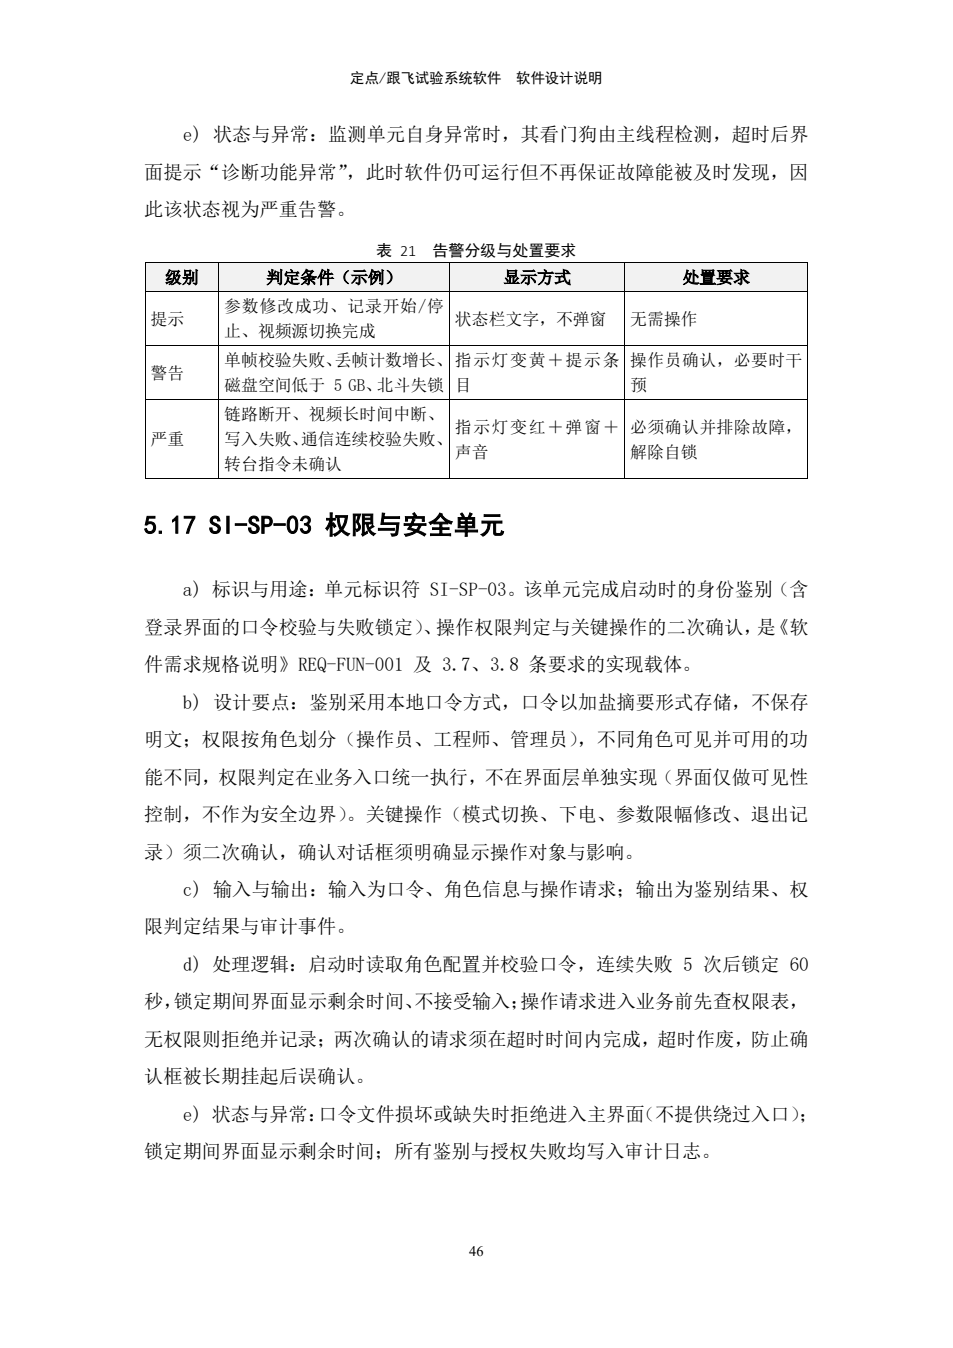 定点/跟飞试验系统软件　软件设计说明
e) 状态与异常：监测单元自身异常时，其看门狗由主线程检测，超时后界
面提示“诊断功能异常”，此时软件仍可运行但不再保证故障能被及时发现，因
此该状态视为严重告警。
表 21　告警分级与处置要求
级别　判定条件（示例）　显示方式　处置要求
提示　参数修改成功、记录开始/停　状态栏文字，不弹窗　无需操作
止、视频源切换完成
警告　单帧校验失败、丢帧计数增长、　指示灯变黄＋提示条　操作员确认，必要时干
磁盘空间低于 5 GB、北斗失锁　目　预
严重　链路断开、视频长时间中断、
写入失败、通信连续校验失败、　指示灯变红＋弹窗＋　必须确认并排除故障，
转台指令未确认　声音　解除自锁
5.17 SI-SP-03 权限与安全单元
a) 标识与用途：单元标识符 SI-SP-03。该单元完成启动时的身份鉴别（含
登录界面的口令校验与失败锁定）、操作权限判定与关键操作的二次确认，是《软
件需求规格说明》REQ-FUN-001 及 3.7、3.8 条要求的实现载体。
b) 设计要点：鉴别采用本地口令方式，口令以加盐摘要形式存储，不保存
明文；权限按角色划分（操作员、工程师、管理员），不同角色可见并可用的功
能不同，权限判定在业务入口统一执行，不在界面层单独实现（界面仅做可见性
控制，不作为安全边界）。关键操作（模式切换、下电、参数限幅修改、退出记
录）须二次确认，确认对话框须明确显示操作对象与影响。
c) 输入与输出：输入为口令、角色信息与操作请求；输出为鉴别结果、权
限判定结果与审计事件。
d) 处理逻辑：启动时读取角色配置并校验口令，连续失败 5 次后锁定 60
秒，锁定期间界面显示剩余时间、不接受输入；操作请求进入业务前先查权限表，
无权限则拒绝并记录；两次确认的请求须在超时时间内完成，超时作废，防止确
认框被长期挂起后误确认。
e) 状态与异常：口令文件损坏或缺失时拒绝进入主界面（不提供绕过入口）；
锁定期间界面显示剩余时间；所有鉴别与授权失败均写入审计日志。
46